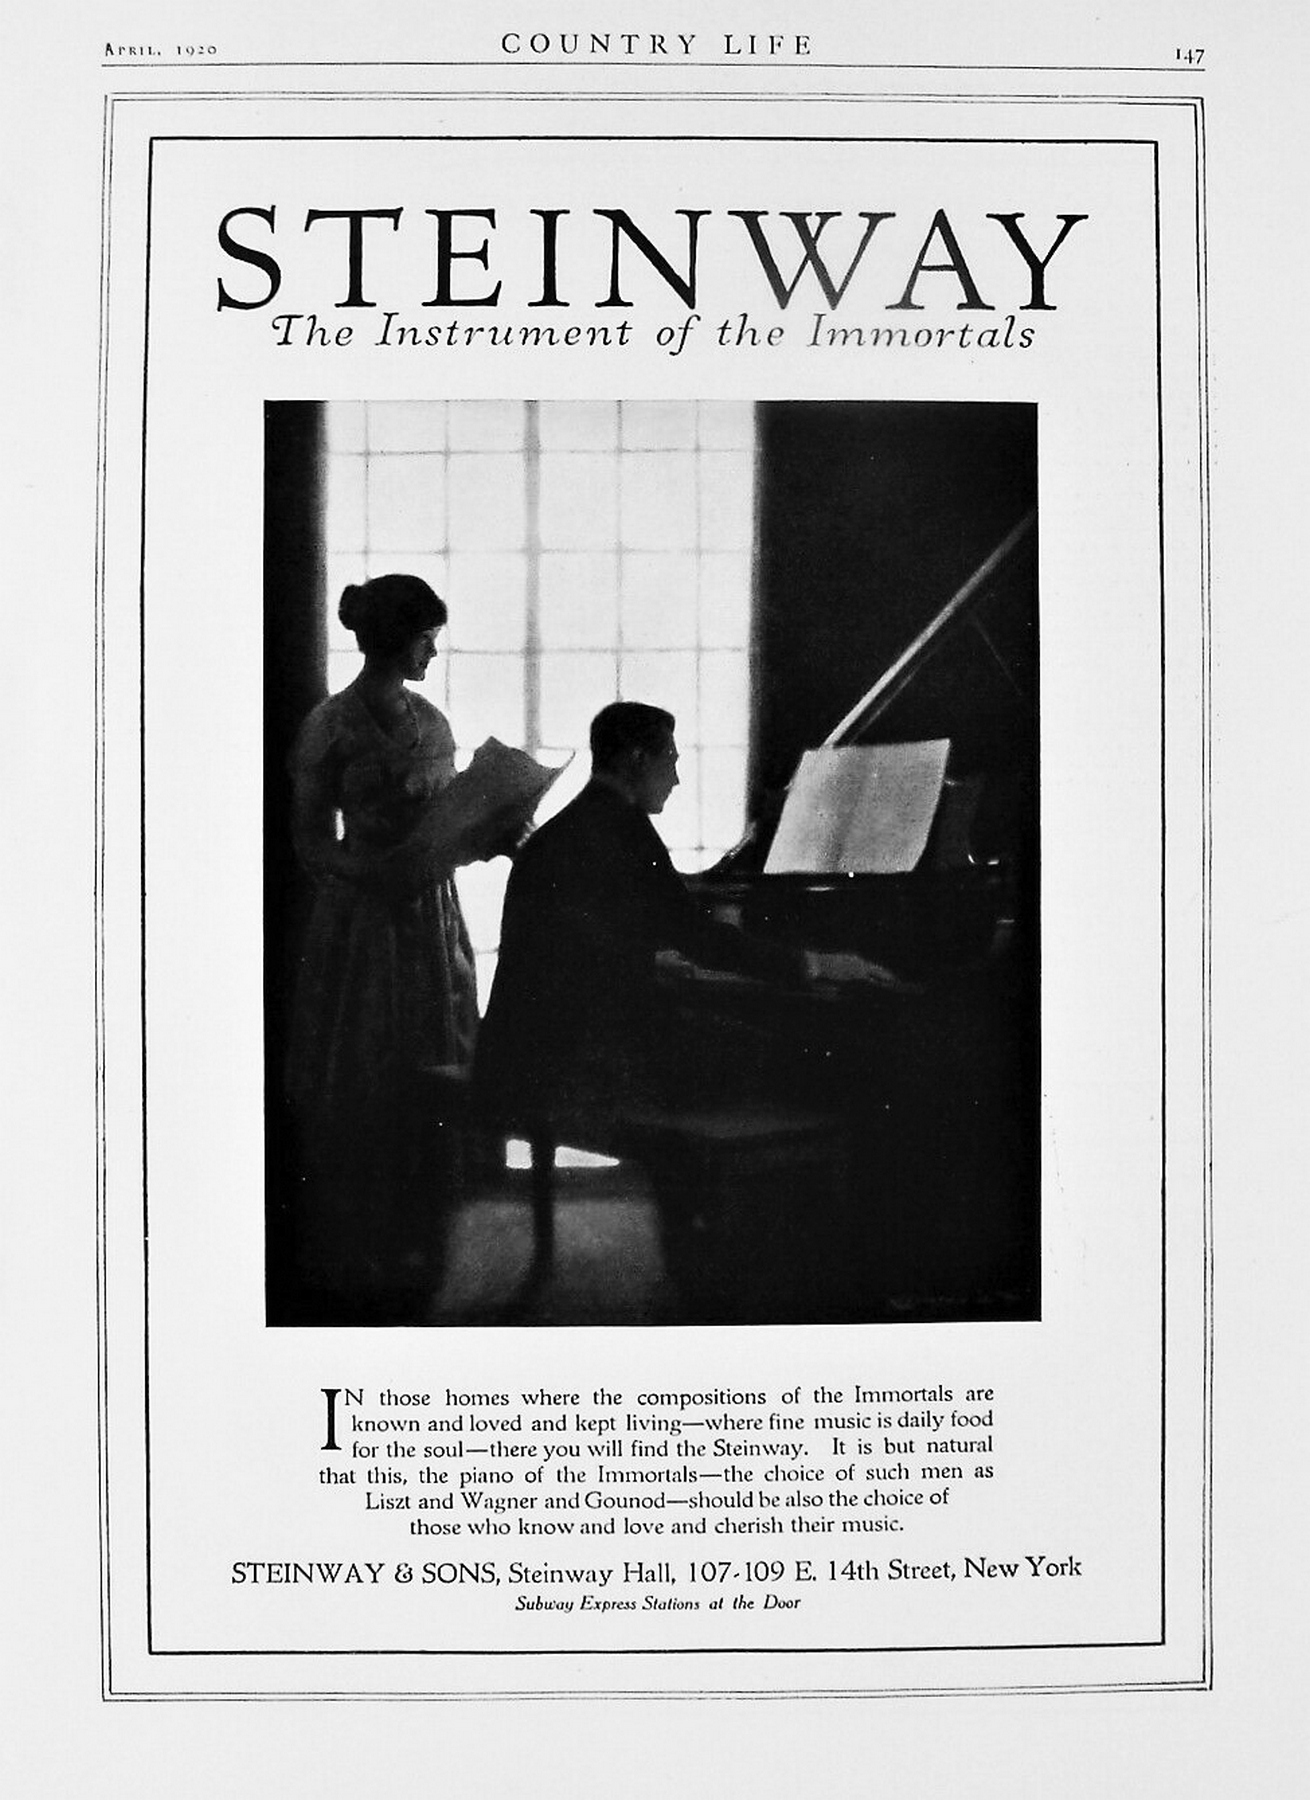 APRIL, 1920
COUNTRY LIFE
147
STEINWAY
The Instrument of the Immortals
IN those homes where the compositions of the Immortals are
known and loved and kept living—where fine music is daily food
for the soul—there you will find the Steinway. It is but natural
that this, the piano of the Immortals—the choice of such men as
Liszt and Wagner and Gounod—should be also the choice of
those who know and love and cherish their music.
STEINWAY & SONS, Steinway Hall, 107-109 E. 14th Street, New York
Subway Express Stations at the Door